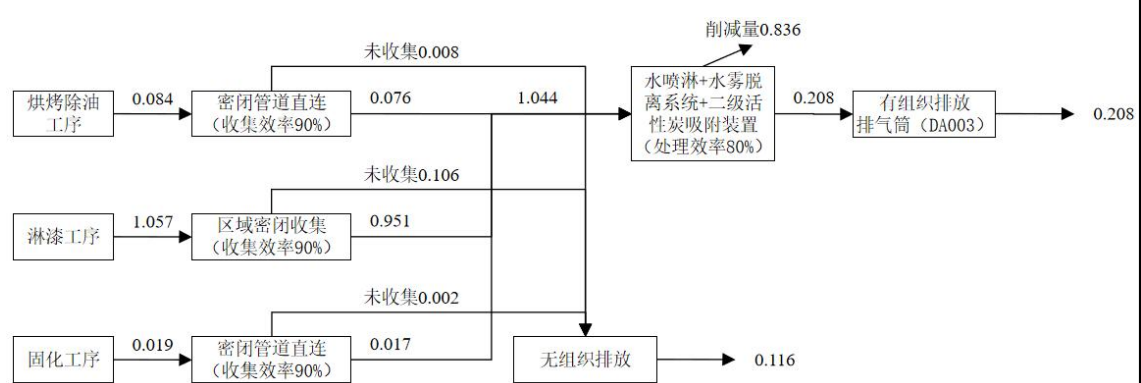 削减量0.836
未收集0.008
烘烤除油
工序
0.084
密闭管道直连
（收集效率90%）
0.076
1.044
水喷淋+水雾脱
离系统+二级活
性炭吸附装置
（处理效率80%）
0.208
有组织排放
排气筒（DA003）
0.208
未收集0.106
淋漆工序
1.057
区域密闭收集
（收集效率90%）
0.951
未收集0.002
固化工序
0.019
密闭管道直连
（收集效率90%）
0.017
无组织排放
0.116